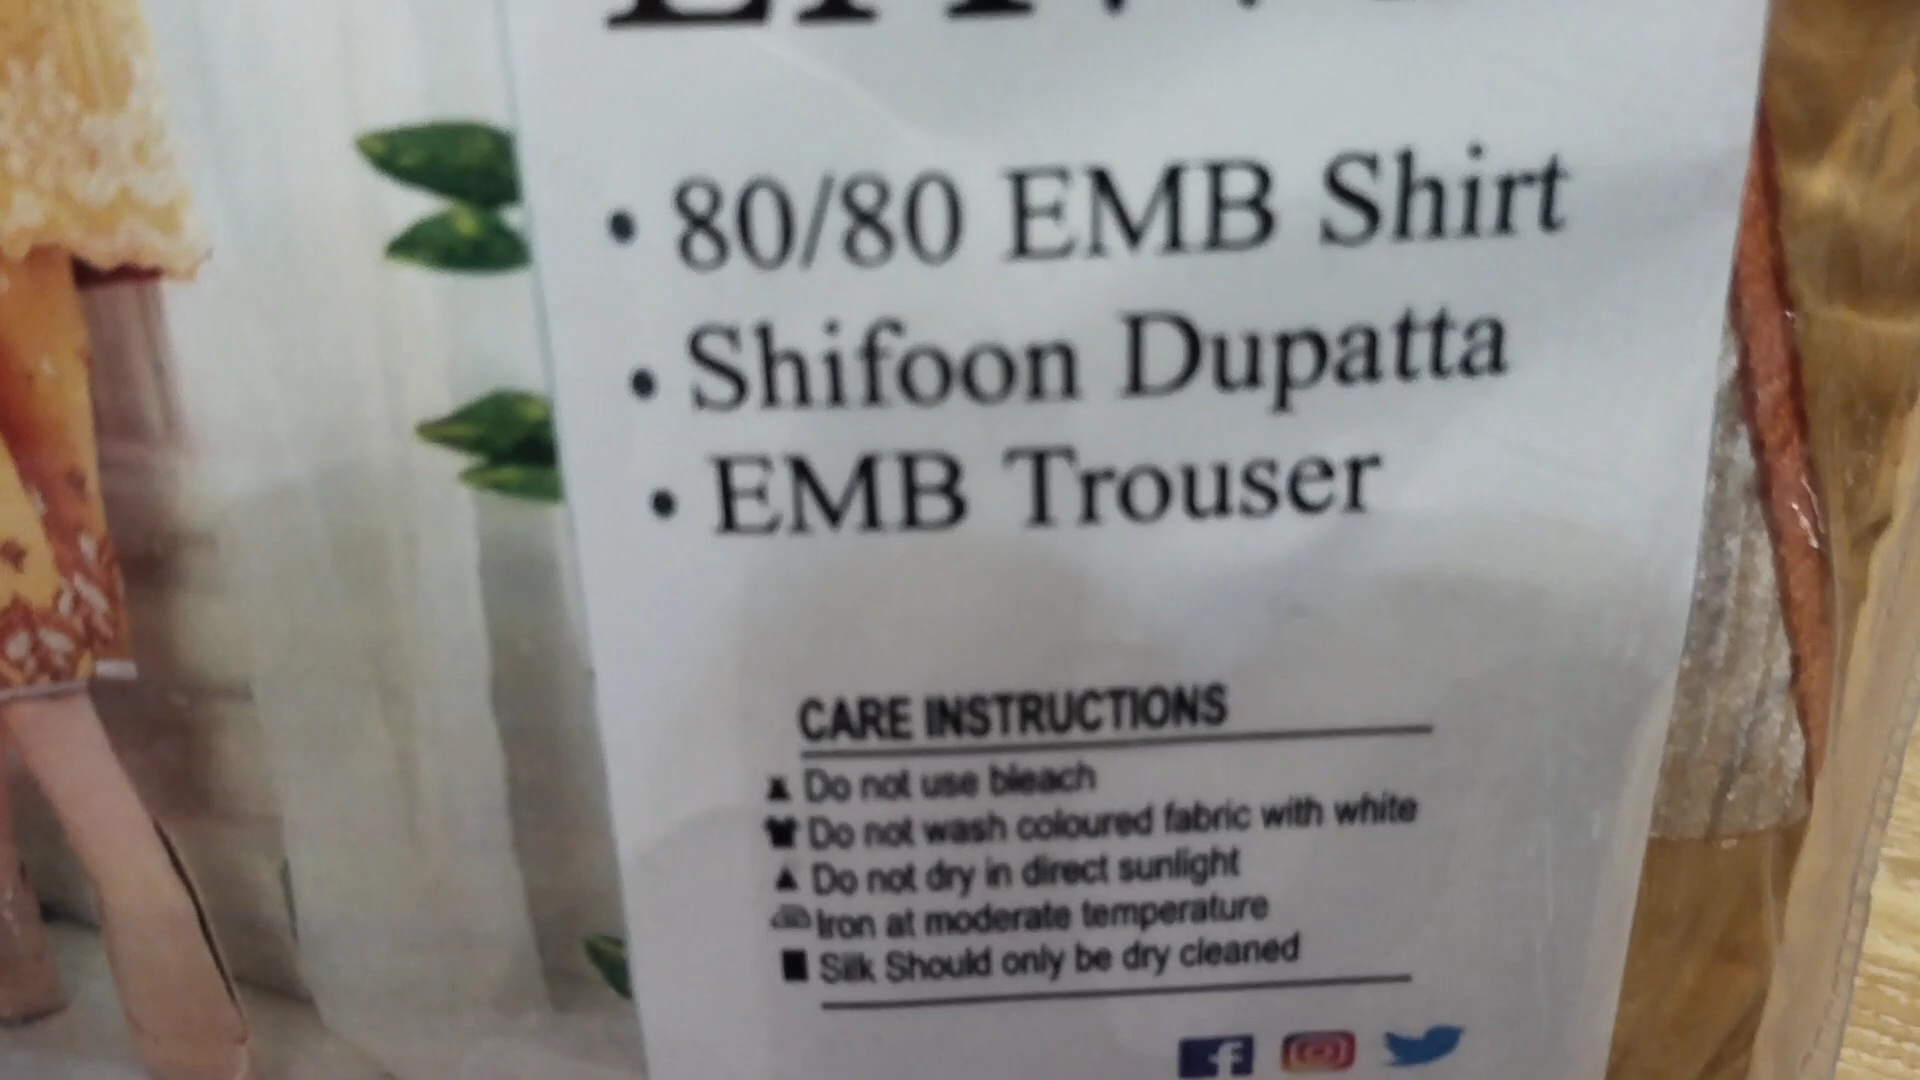 • 80/80 EMB Shirt
• Shifoon Dupatta
• EMB Trouser
CARE INSTRUCTIONS
Do not use bleach
Do not wash coloured fabric with white
Do not dry in direct sunlight
Iron at moderate temperature
Silk Should only be dry cleaned